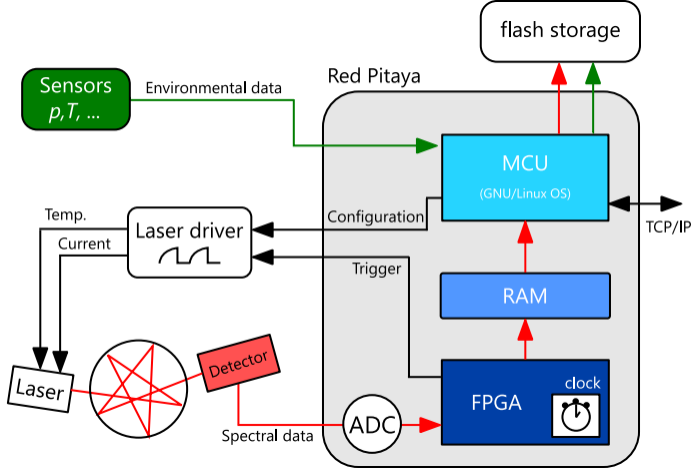 flash storage
Red Pitaya
Sensors
p,T, ...
Environmental data
MCU
(GNU/Linux OS)
Temp.
Current
Laser driver
Configuration
Trigger
TCP/IP
RAM
Laser
Detector
Spectral data
ADC
FPGA
clock